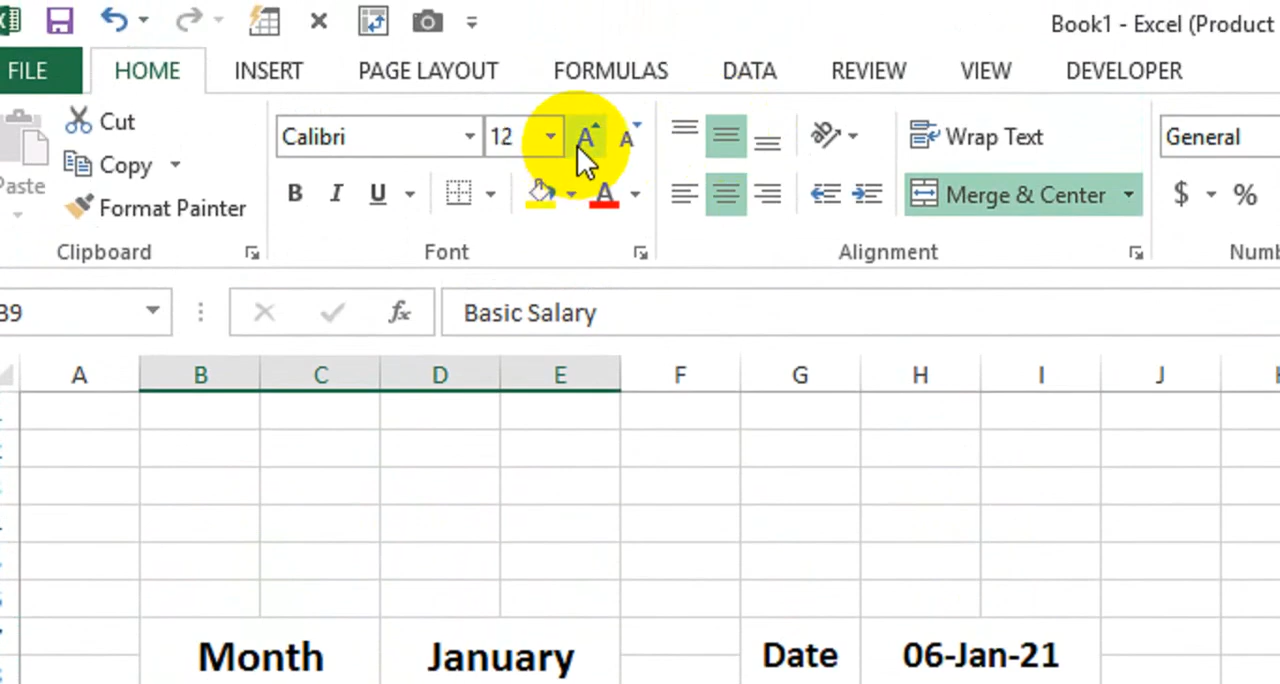 Book1 - Excel (Product
FILE HOME INSERT PAGE LAYOUT FORMULAS DATA REVIEW VIEW DEVELOPER
Cut
Calibri 12 A A Wrap Text General
Copy
Paste
B I U A Merge & Center $ %
Format Painter
Clipboard Font Alignment Numb
B9 fx Basic Salary
A B C D E F G H I J
Month January Date 06-Jan-21